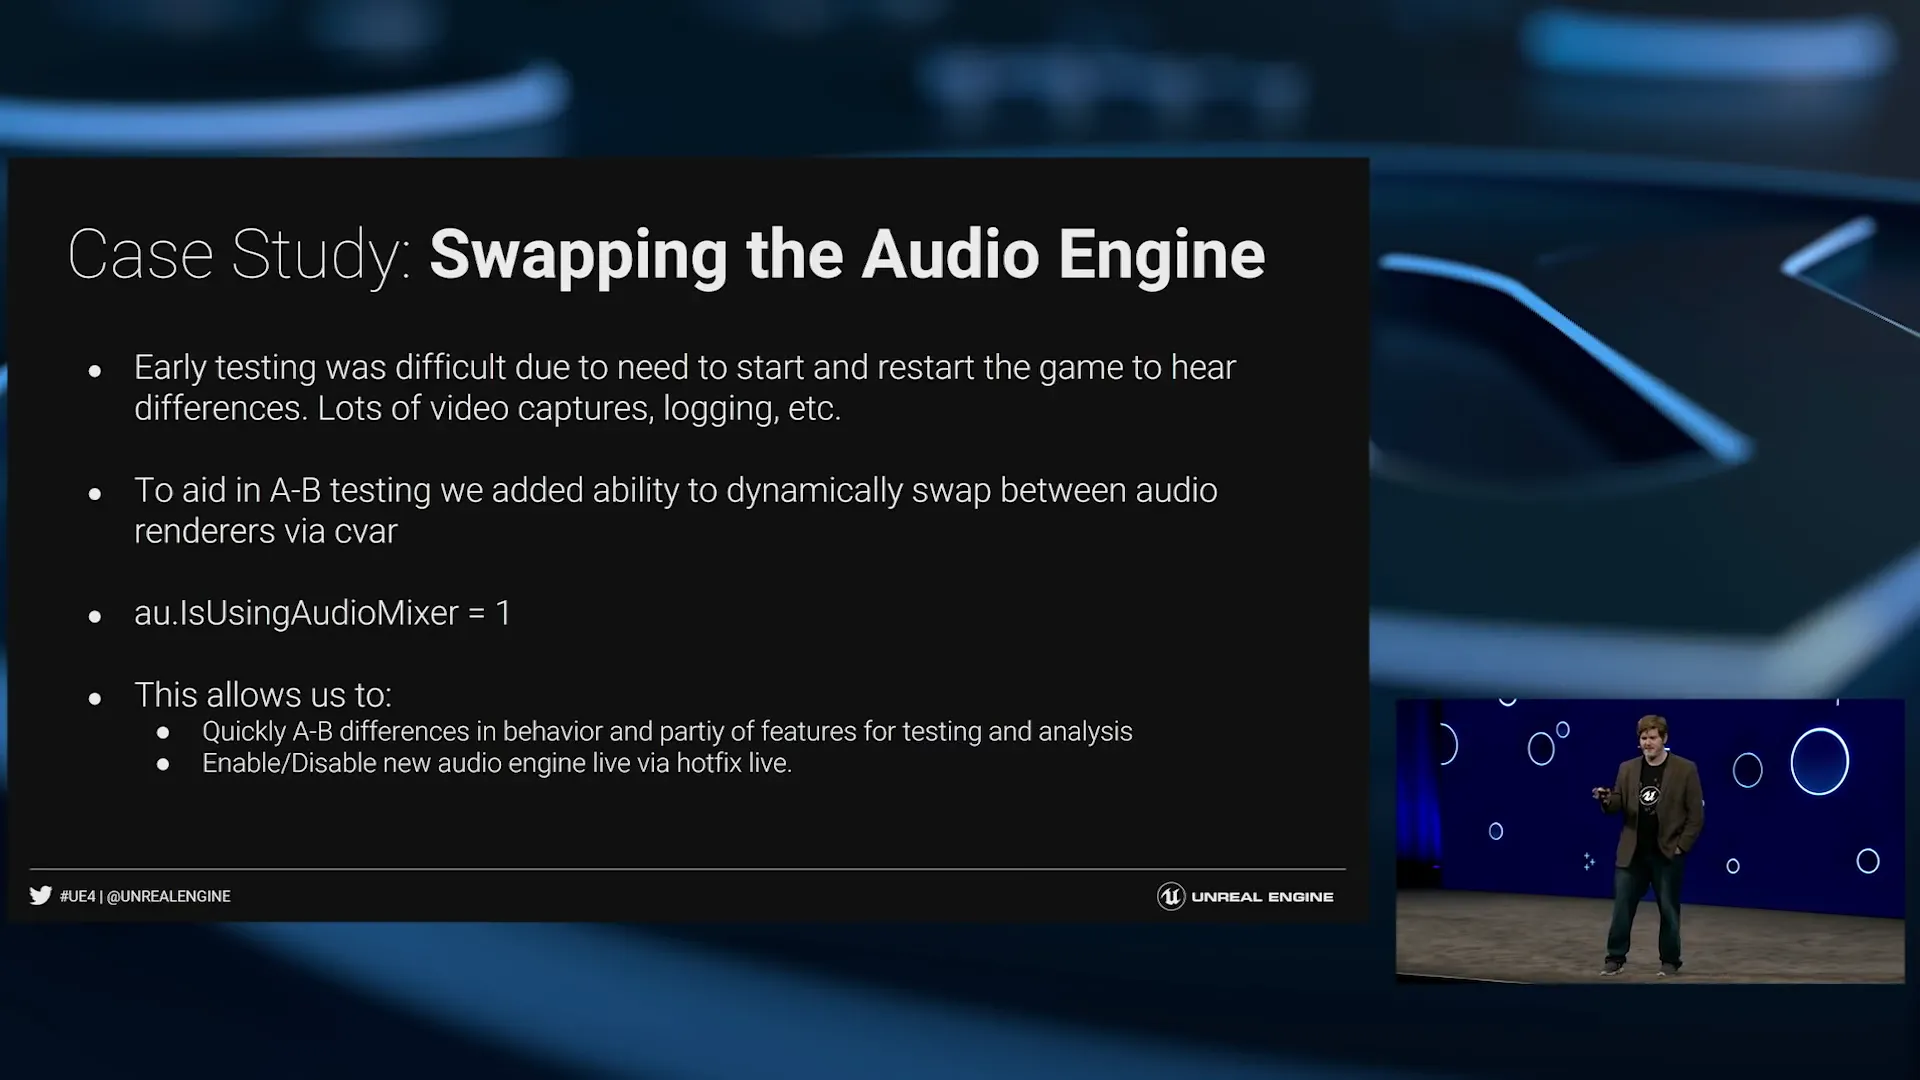 Case Study: Swapping the Audio Engine
● Early testing was difficult due to need to start and restart the game to hear
differences. Lots of video captures, logging, etc.
● To aid in A-B testing we added ability to dynamically swap between audio
renderers via cvar
● au.IsUsingAudioMixer = 1
● This allows us to:
● Quickly A-B differences in behavior and partiy of features for testing and analysis
● Enable/Disable new audio engine live via hotfix live.
#UE4 | @UNREALENGINE
UNREAL ENGINE